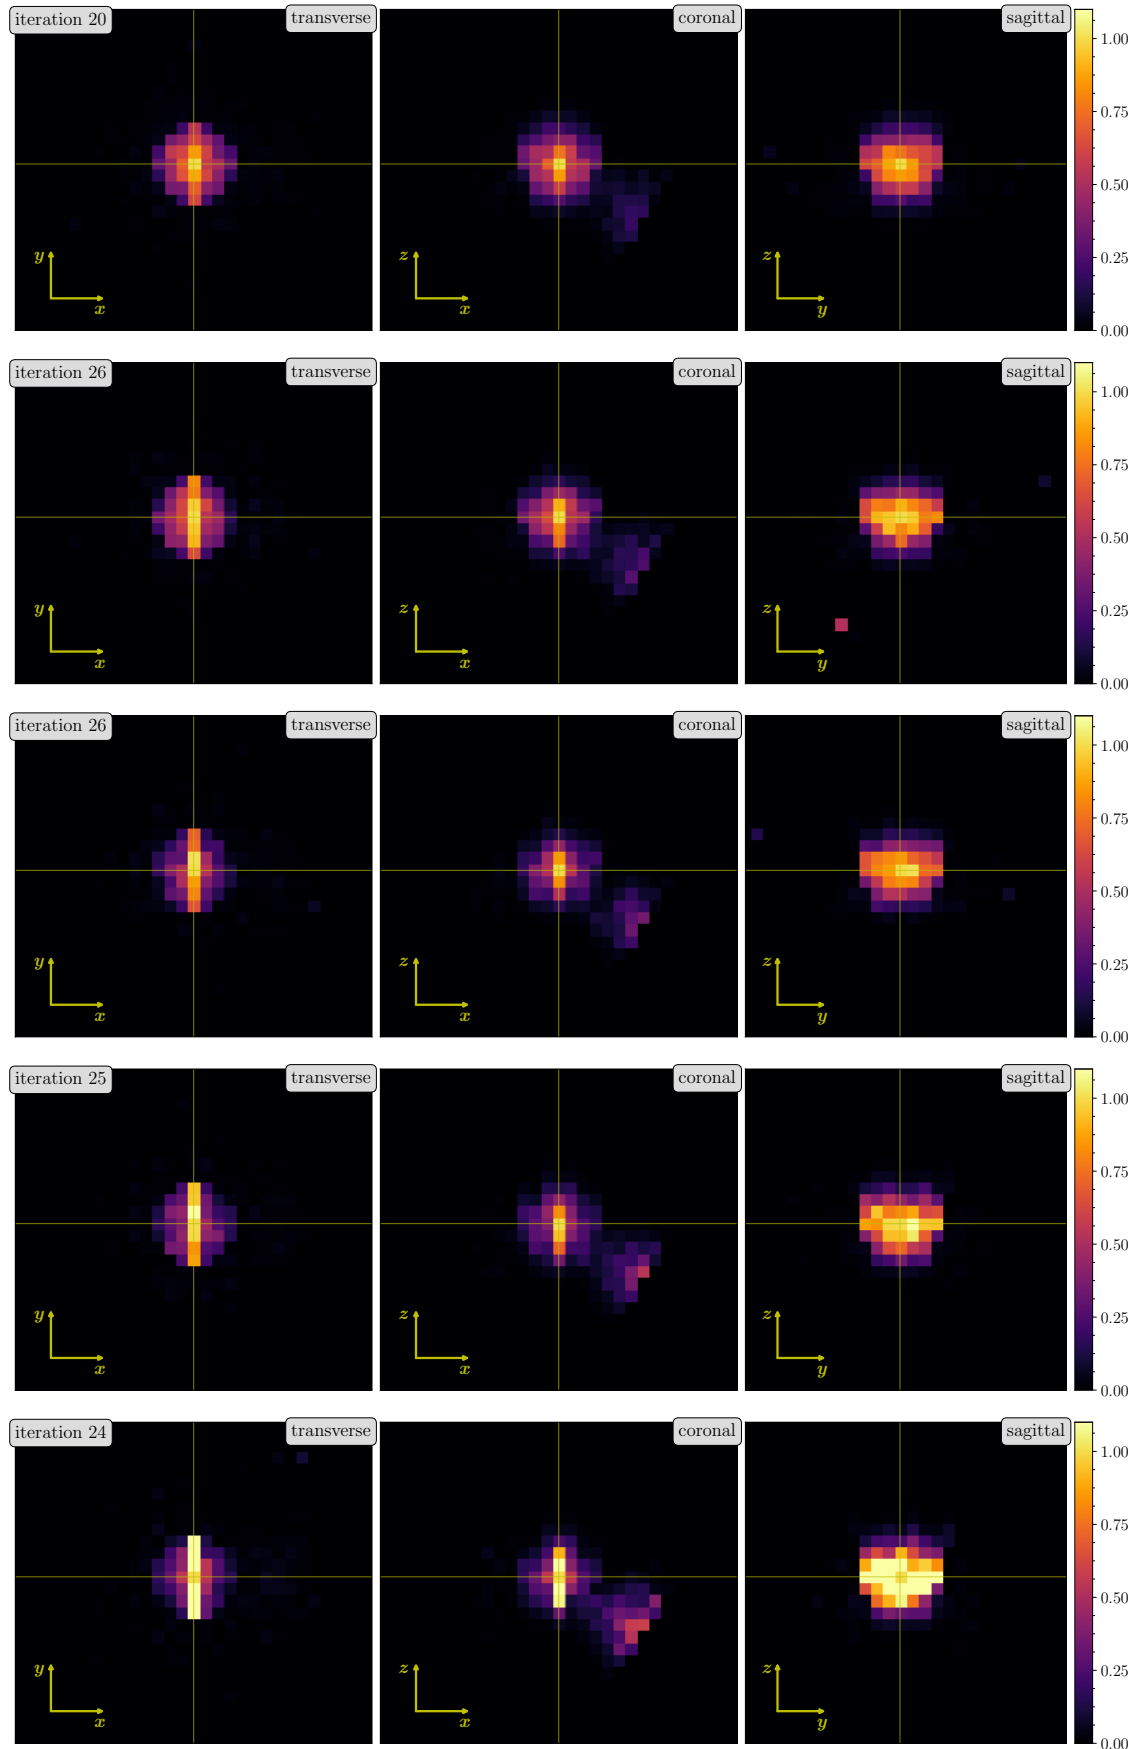 iteration 20 transverse coronal sagittal
1.00
0.75
0.50
0.25
0.00
y x z x z y
iteration 26 transverse coronal sagittal
1.00
0.75
0.50
0.25
0.00
y x z x z y
iteration 26 transverse coronal sagittal
1.00
0.75
0.50
0.25
0.00
y x z x z y
iteration 25 transverse coronal sagittal
1.00
0.75
0.50
0.25
0.00
y x z x z y
iteration 24 transverse coronal sagittal
1.00
0.75
0.50
0.25
0.00
y x z x z y